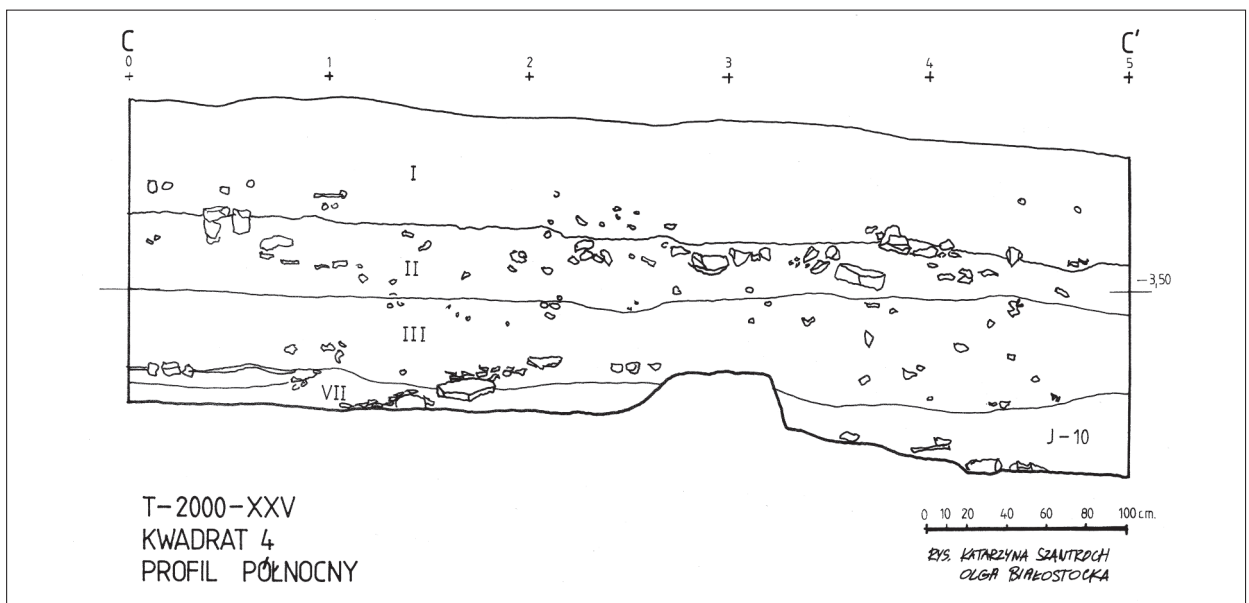 C C'
0 1 2 3 4 5
I
II
-3,50
III
VII
J-10
T-2000-XXV
KWADRAT 4
PROFIL PÓŁNOCNY
0 10 20 40 60 80 100 cm.
RYS. KATARZYNA SZANTROCH
OLGA BIAŁOSTOCKA